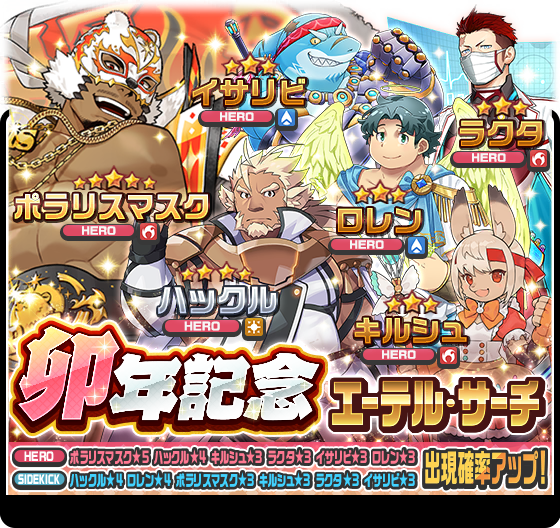 ★★★
イサリビ
HERO
★★★
ラクタ
HERO
★★★★★
ポラリスマスク
HERO
★★★
ロレン
HERO
★★★★
ハックル
HERO
★★★
キルシュ
HERO
卯年記念 エーテル・サーチ
HERO ポラリスマスク★5 ハックル★4 キルシュ★3 ラクタ★3 イサリビ★3 ロレン★3
SIDEKICK ハックル★4 ロレン★4 ポラリスマスク★3 キルシュ★3 ラクタ★3 イサリビ★3
出現確率アップ!